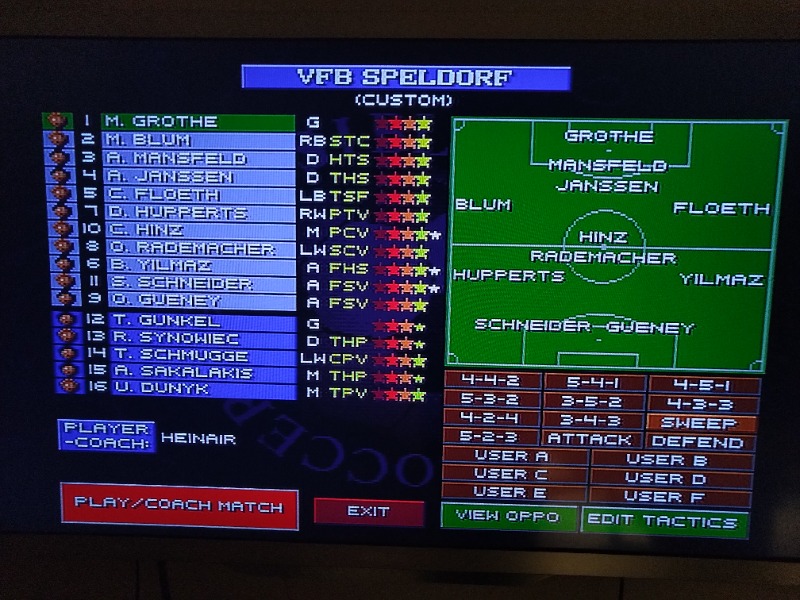 VFB SPELDORF
(CUSTOM)
1 M. GROTHE G
2 M. BLUM RB STC
3 A. MANSFELD D HTS
4 A. JANSSEN D THS
5 C. FLOETH LB TSF
7 D. HUPPERTS RW PTV
10 C. HINZ M PCV
8 O. RADEMACHER LW SCV
6 B. YILMAZ A FHS
11 S. SCHNEIDER A FSV
9 O. GUENEY A FSV
12 T. GUNKEL G
13 R. SYNOWIEC D THP
14 T. SCHMUGGE LW CPV
15 A. SAKALAKIS M THP
16 U. DUNYK M TPV
GROTHE
MANSFELD
JANSSEN
BLUM FLOETH
HINZ
RADEMACHER
HUPPERTS YILMAZ
SCHNEIDER GUENEY
4-4-2 5-4-1 4-5-1
5-3-2 3-5-2 4-3-3
4-2-4 3-4-3 SWEEP
5-2-3 ATTACK DEFEND
USER A USER B
USER C USER D
USER E USER F
PLAYER
-COACH: HEINAIR
OCCER
PLAY/COACH MATCH EXIT VIEW OPPO EDIT TACTICS